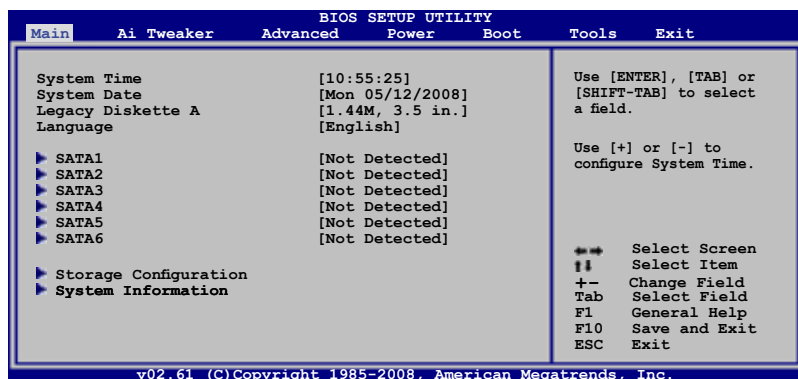 BIOS SETUP UTILITY
Main Ai Tweaker Advanced Power Boot Tools Exit
System Time [10:55:25]
System Date [Mon 05/12/2008]
Legacy Diskette A [1.44M, 3.5 in.]
Language [English]
SATA1 [Not Detected]
SATA2 [Not Detected]
SATA3 [Not Detected]
SATA4 [Not Detected]
SATA5 [Not Detected]
SATA6 [Not Detected]
Storage Configuration
System Information
Use [ENTER], [TAB] or
[SHIFT-TAB] to select
a field.
Use [+] or [-] to
configure System Time.
Select Screen
Select Item
+- Change Field
Tab Select Field
F1 General Help
F10 Save and Exit
ESC Exit
v02.61 (C)Copyright 1985-2008, American Megatrends, Inc.